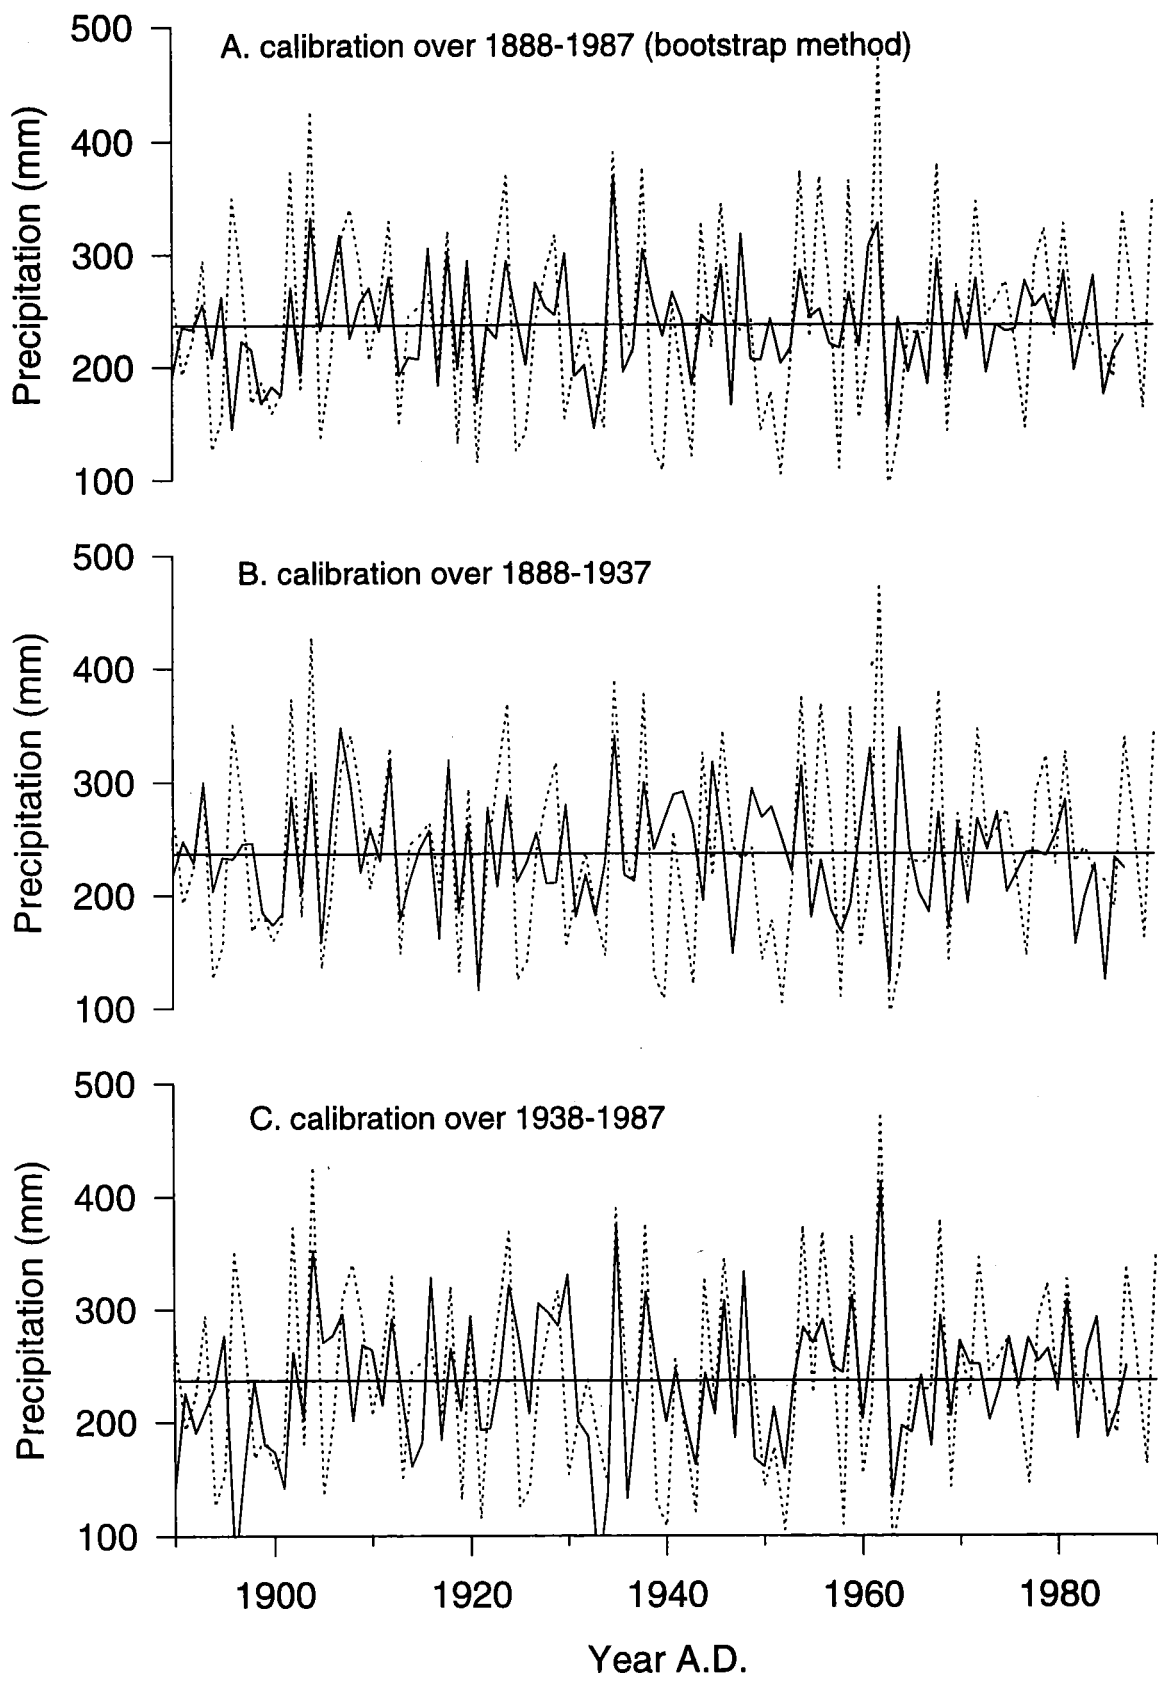 A. calibration over 1888-1987 (bootstrap method)
500
400
300
200
100
Precipitation (mm)
B. calibration over 1888-1937
500
400
300
200
100
Precipitation (mm)
C. calibration over 1938-1987
500
400
300
200
100
Precipitation (mm)
1900 1920 1940 1960 1980
Year A.D.